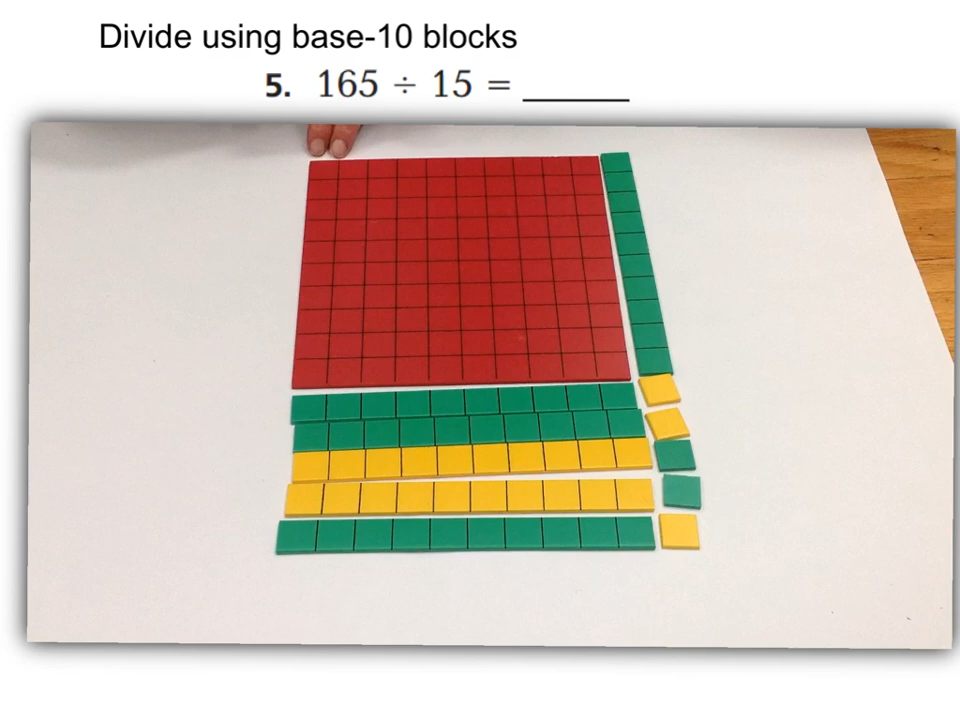 Divide using base-10 blocks
5. 165 ÷ 15 = ______